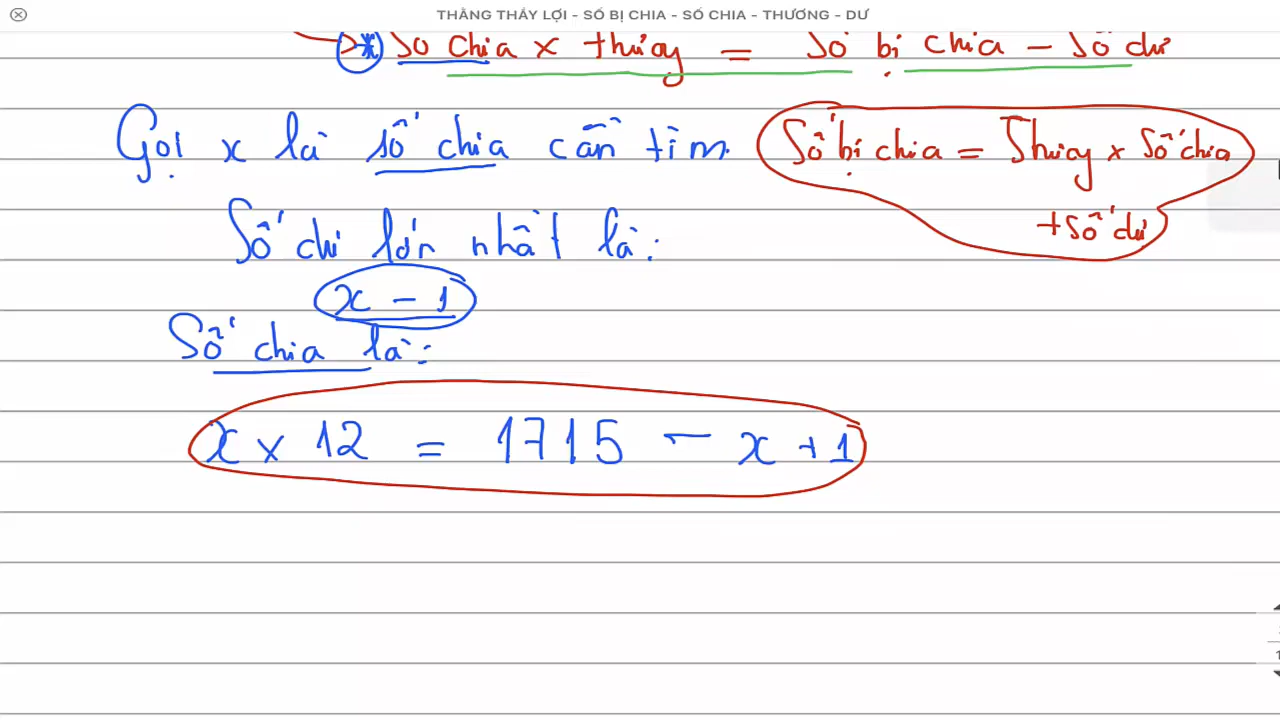 THẰNG THẦY LỢI - SỐ BỊ CHIA - SỐ CHIA - THƯƠNG - DƯ
* Số chia x thương = Số bị chia - Số dư
Gọi x là số chia cần tìm
Số bị chia = Thương x Số chia
+ Số dư
Số dư lớn nhất là:
x - 1
Số chia là:
x x 12 = 1715 - x + 1